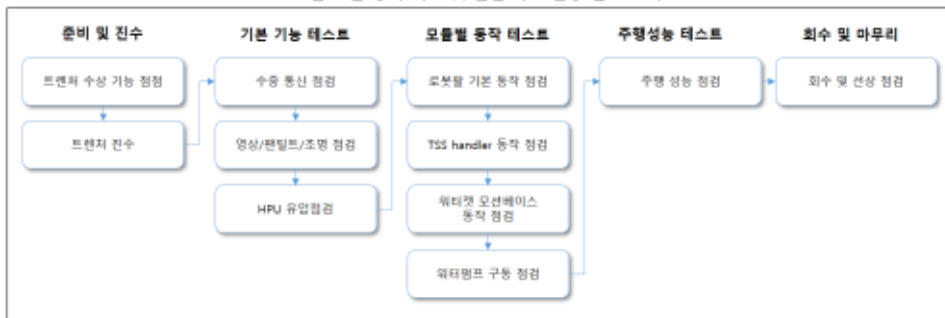 준비 및 진수
기본 기능 테스트
모듈별 동작 테스트
주행성능 테스트
회수 및 마무리
트렌처 수상 기능 점검
트렌처 진수
수중 통신 점검
영상/팬틸트/조명 점검
HPU 유압점검
로봇팔 기본 동작 점검
TSS handler 동작 점검
워터젯 모션베이스
동작 점검
워터펌프 구동 점검
주행 성능 점검
회수 및 선상 점검